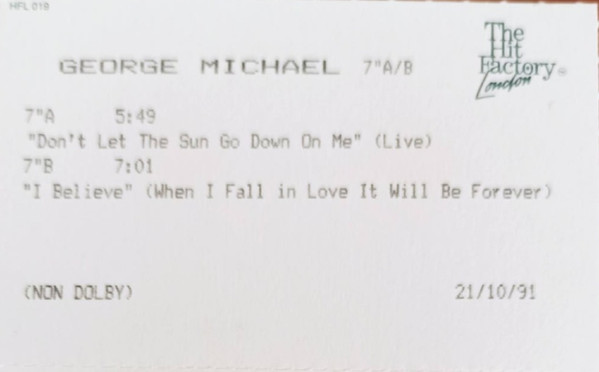 HFL 019
The
Hit
Factory
London
GEORGE MICHAEL 7"A/B
7"A 5:49
"Don't Let The Sun Go Down On Me" (Live)
7"B 7:01
"I Believe" (When I Fall in Love It Will Be Forever)
(NON DOLBY) 21/10/91